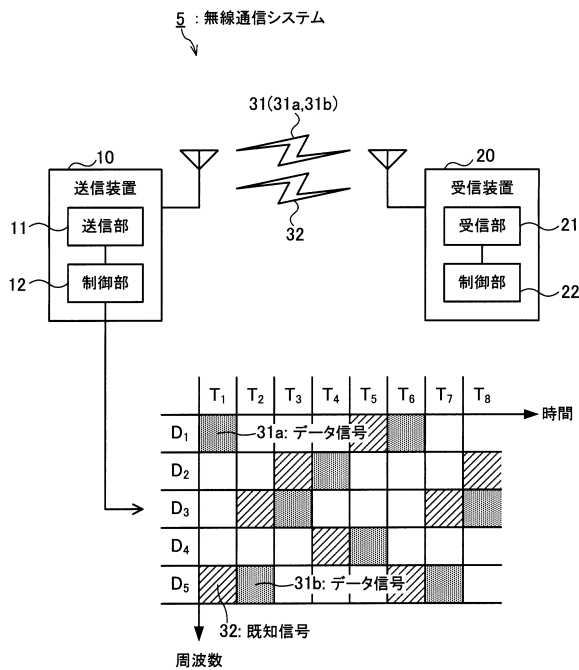 5 : 無線通信システム
31(31a,31b)
10
20
送信装置
受信装置
11
送信部
受信部
21
12
制御部
制御部
22
32
T1 T2 T3 T4 T5 T6 T7 T8
時間
D1
31a: データ信号
D2
D3
D4
D5
31b: データ信号
32: 既知信号
周波数